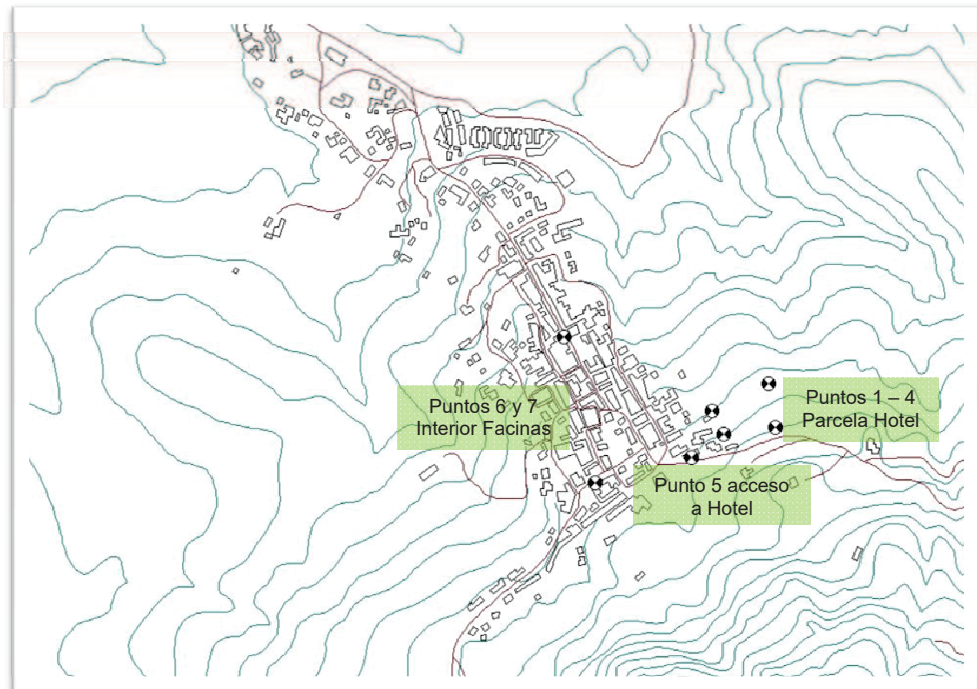 Puntos 6 y 7
Interior Facinas
Puntos 1 – 4
Parcela Hotel
Punto 5 acceso
a Hotel